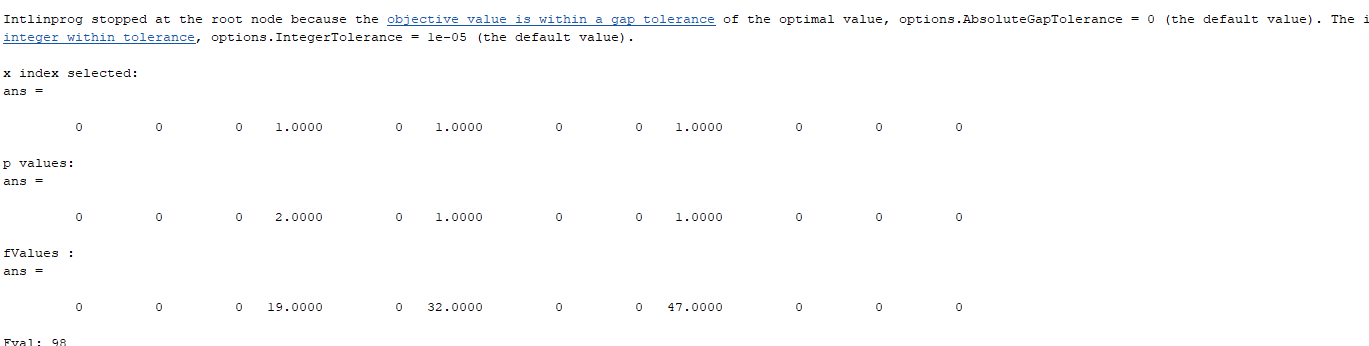 Intlinprog stopped at the root node because the objective value is within a gap tolerance of the optimal value, options.AbsoluteGapTolerance = 0 (the default value). The i
integer within tolerance, options.IntegerTolerance = 1e-05 (the default value).
x index selected:
ans =
0 0 0 1.0000 0 1.0000 0 0 1.0000 0 0 0
p values:
ans =
0 0 0 2.0000 0 1.0000 0 0 1.0000 0 0 0
fValues :
ans =
0 0 0 19.0000 0 32.0000 0 0 47.0000 0 0 0
Fval: 98